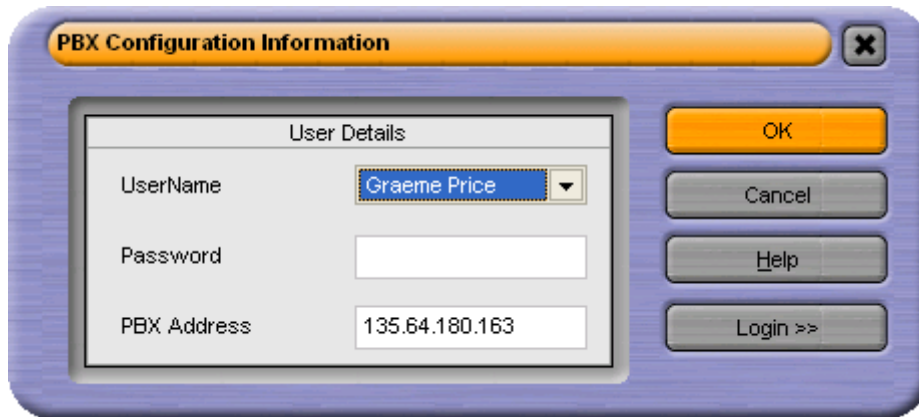 PBX Configuration Information
User Details
UserName
Graeme Price
Password
PBX Address
135.64.180.163
OK
Cancel
Help
Login >>